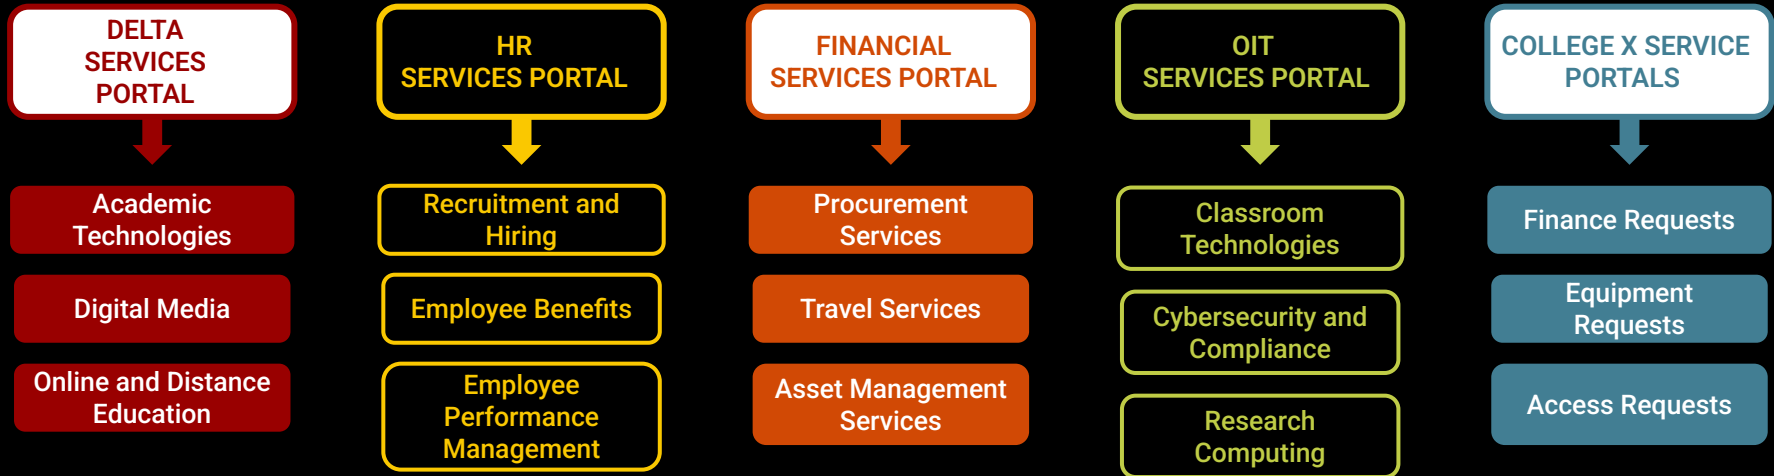 DELTA
SERVICES
PORTAL
Academic
Technologies
Digital Media
Online and Distance
Education
HR
SERVICES PORTAL
Recruitment and
Hiring
Employee Benefits
Employee
Performance
Management
FINANCIAL
SERVICES PORTAL
Procurement
Services
Travel Services
Asset Management
Services
OIT
SERVICES PORTAL
Classroom
Technologies
Cybersecurity and
Compliance
Research
Computing
COLLEGE X SERVICE
PORTALS
Finance Requests
Equipment
Requests
Access Requests